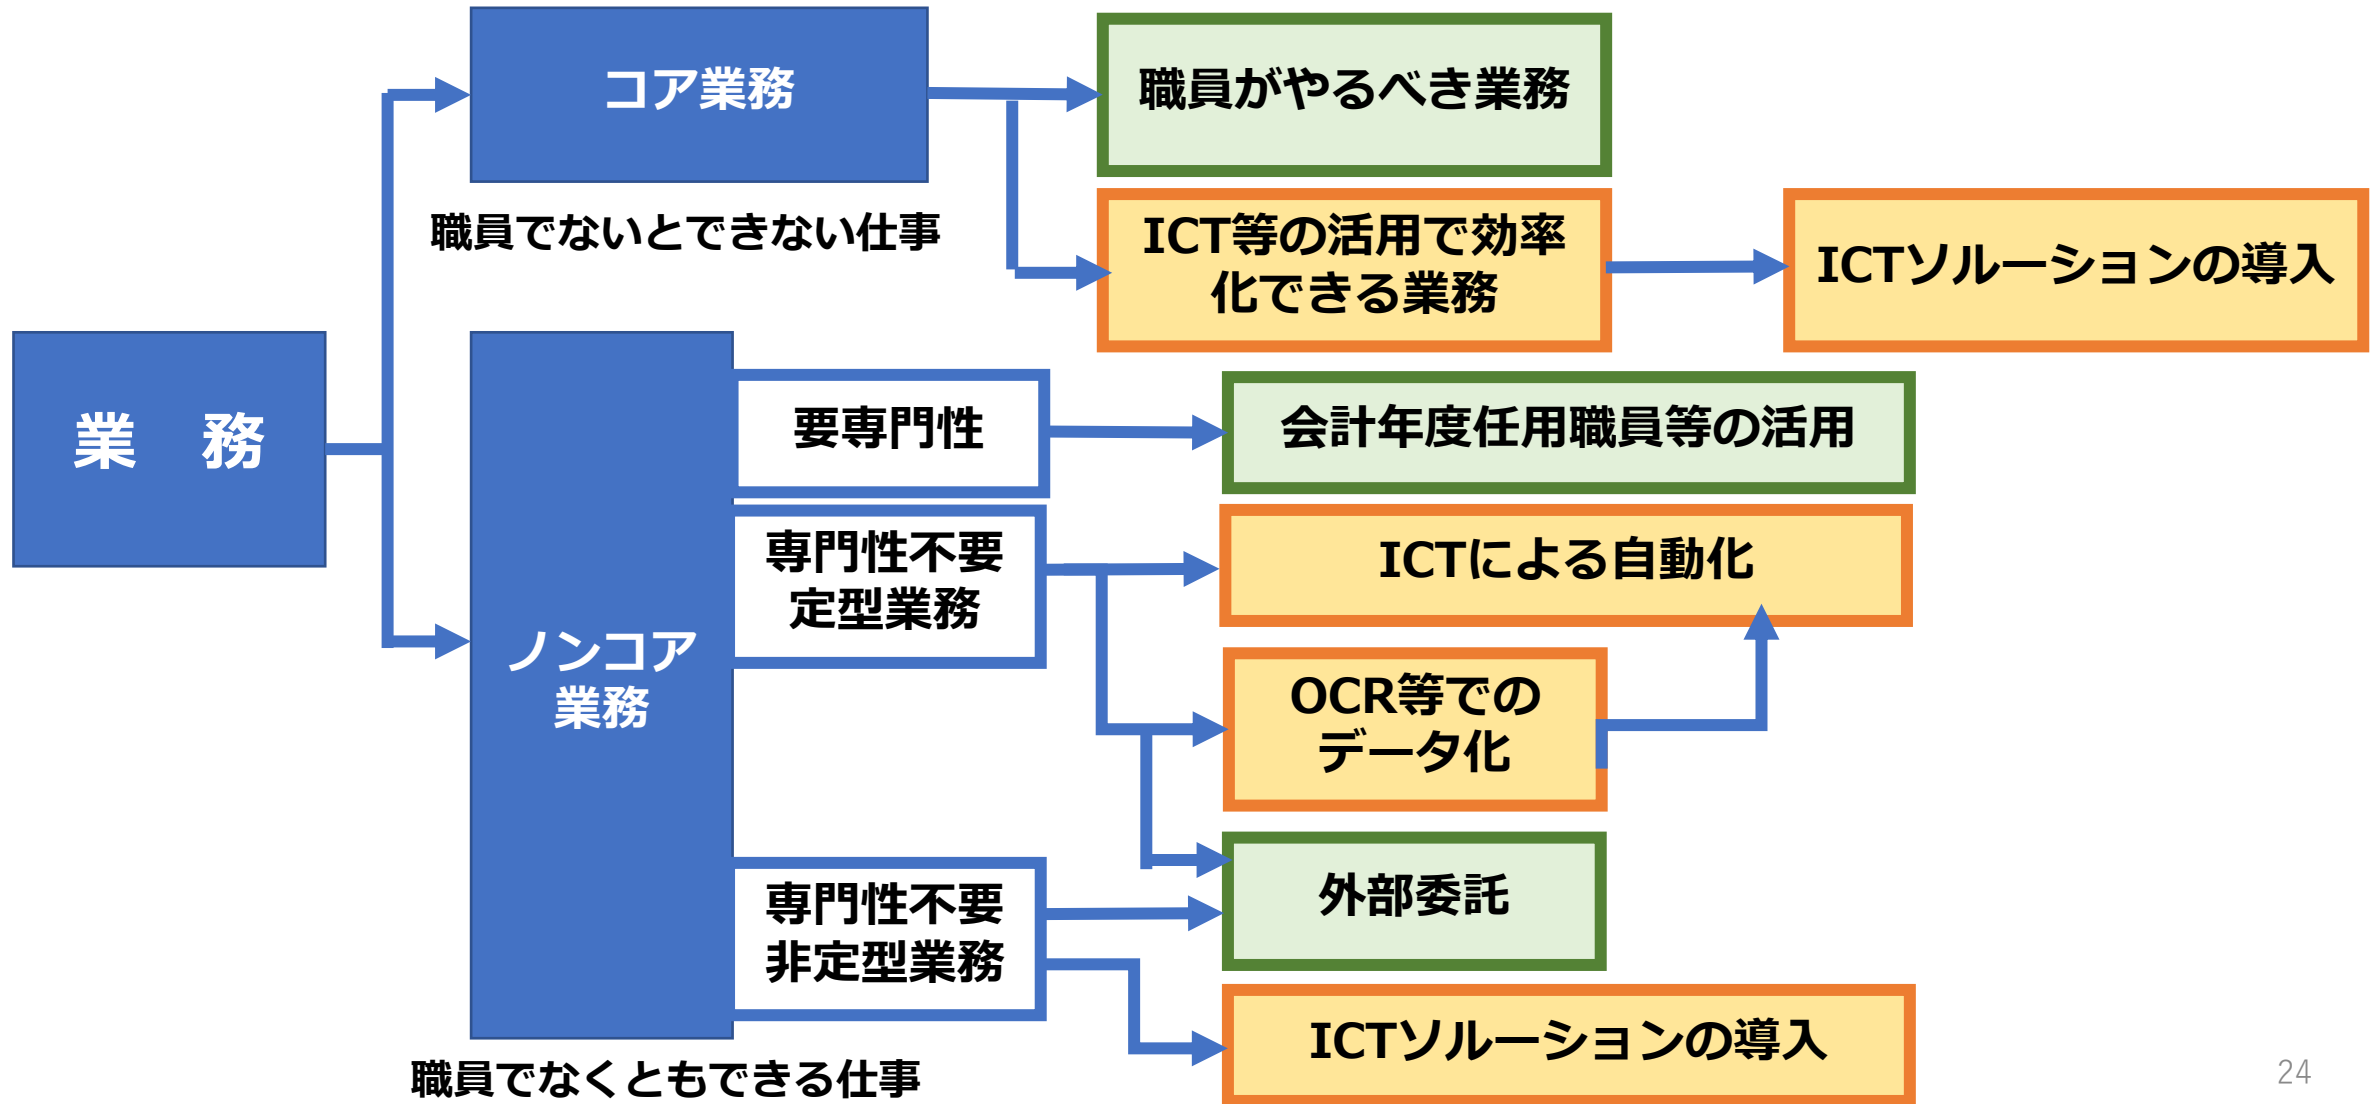 コア業務
職員がやるべき業務
職員でないとできない仕事
ICT等の活用で効率
化できる業務
ICTソルーションの導入
業　務
ノンコア
業務
要専門性
会計年度任用職員等の活用
専門性不要
定型業務
ICTによる自動化
OCR等での
データ化
専門性不要
非定型業務
外部委託
ICTソルーションの導入
職員でなくともできる仕事
24